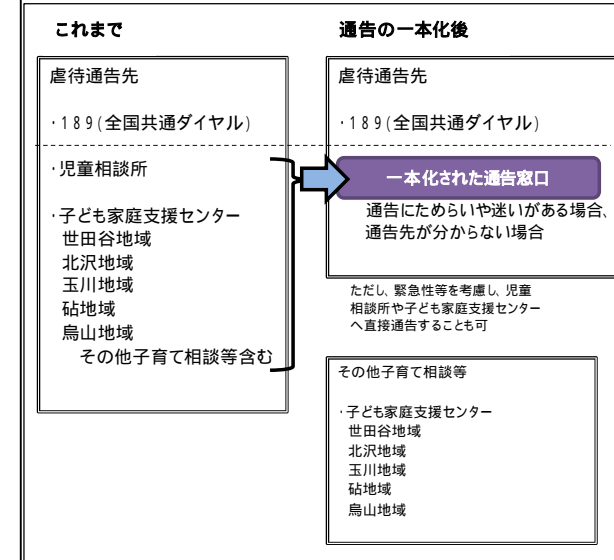 これまで
虐待通告先
・189(全国共通ダイヤル)
・児童相談所
・子ども家庭支援センター
世田谷地域
北沢地域
玉川地域
砧地域
烏山地域
その他子育て相談等含む
通告の一本化後
虐待通告先
・189(全国共通ダイヤル)
一本化された通告窓口
通告にためらいや迷いがある場合、
通告先が分からない場合
ただし、緊急性等を考慮し、児童
相談所や子ども家庭支援センター
へ直接通告することも可
その他子育て相談等
・子ども家庭支援センター
世田谷地域
北沢地域
玉川地域
砧地域
烏山地域